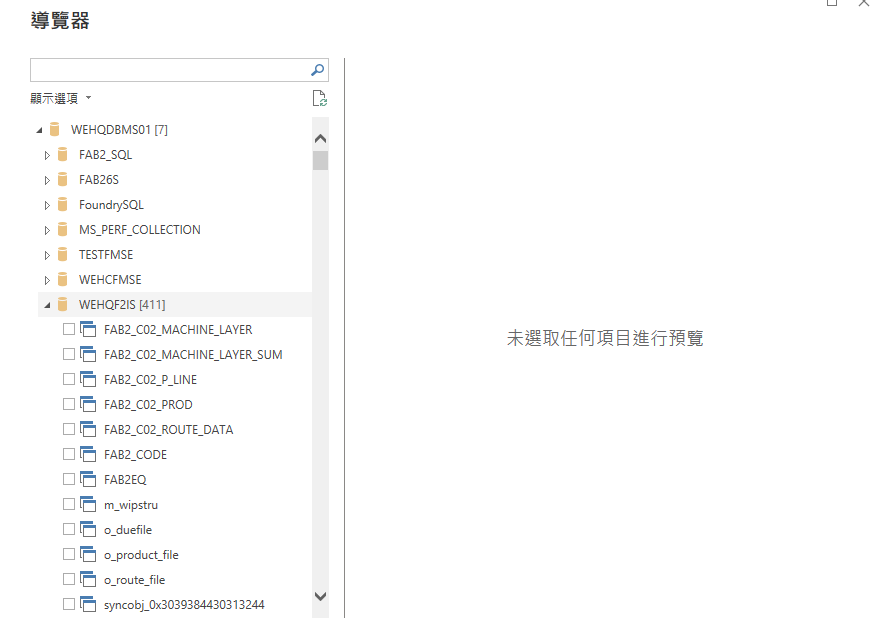 導覽器
顯示選項
WEHQDBMS01 [7]
FAB2_SQL
FAB26S
FoundrySQL
MS_PERF_COLLECTION
TESTFMSE
WEHCFMSE
WEHQF2IS [411]
FAB2_C02_MACHINE_LAYER
FAB2_C02_MACHINE_LAYER_SUM
FAB2_C02_P_LINE
FAB2_C02_PROD
FAB2_C02_ROUTE_DATA
FAB2_CODE
FAB2EQ
m_wipstru
o_duefile
o_product_file
o_route_file
syncobj_0x3039384430313244
未選取任何項目進行預覽